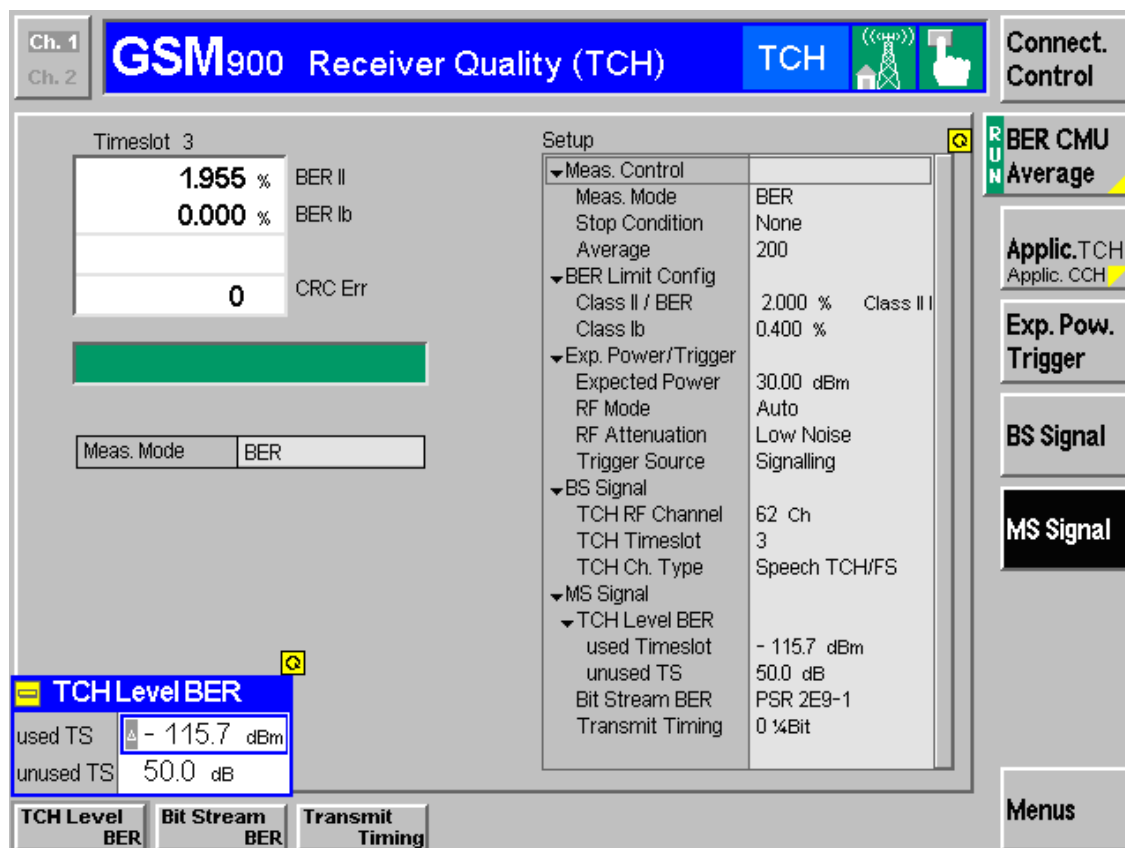 Ch. 1
Ch. 2
GSM900 Receiver Quality (TCH)
TCH
Connect.
Control
Timeslot 3
1.955 % BER II
0.000 % BER Ib
0 CRC Err
Meas. Mode BER
Setup
Meas. Control
Meas. Mode BER
Stop Condition None
Average 200
BER Limit Config
Class II / BER 2.000 % Class II I
Class Ib 0.400 %
Exp. Power/Trigger
Expected Power 30.00 dBm
RF Mode Auto
RF Attenuation Low Noise
Trigger Source Signalling
BS Signal
TCH RF Channel 62 Ch
TCH Timeslot 3
TCH Ch. Type Speech TCH/FS
MS Signal
TCH Level BER
used Timeslot - 115.7 dBm
unused TS 50.0 dB
Bit Stream BER PSR 2E9-1
Transmit Timing 0 ¼Bit
RUN
BER CMU
Average
Applic.TCH
Applic. CCH
Exp. Pow.
Trigger
BS Signal
MS Signal
Menus
TCH Level BER
used TS - 115.7 dBm
unused TS 50.0 dB
TCH Level
BER
Bit Stream
BER
Transmit
Timing